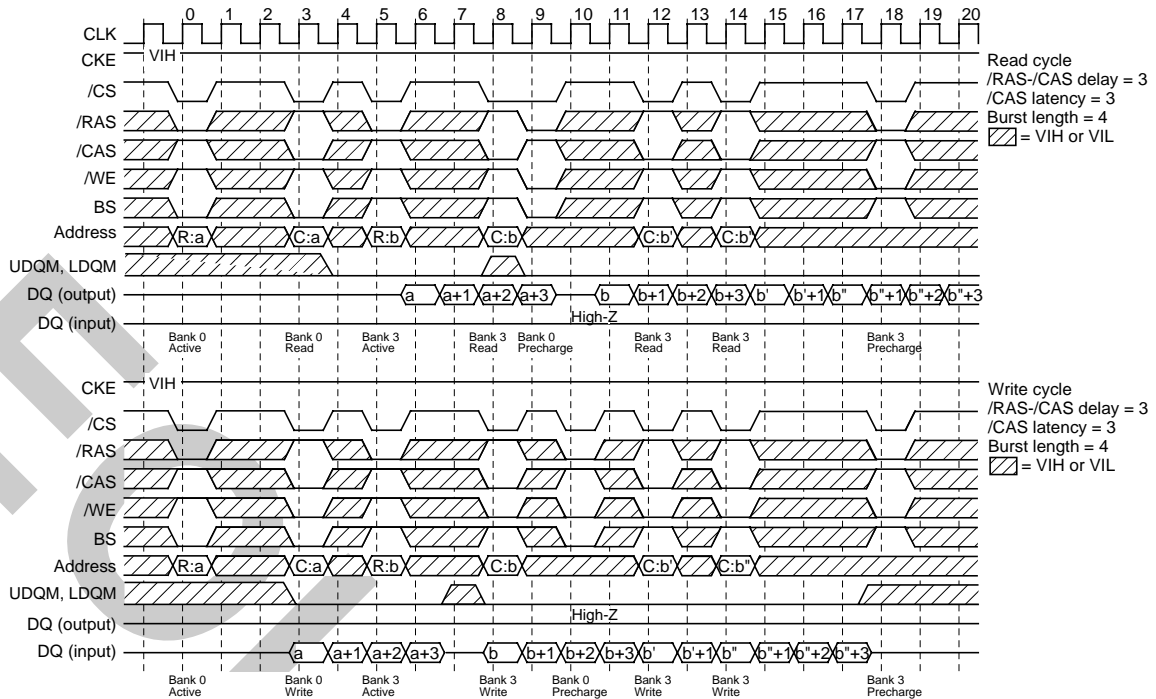 0 1 2 3 4 5 6 7 8 9 10 11 12 13 14 15 16 17 18 19 20
CLK
CKE VIH
/CS
/RAS
/CAS
/WE
BS
Address R:a C:a R:b C:b C:b' C:b'
UDQM, LDQM
DQ (output) a a+1 a+2 a+3 b b+1 b+2 b+3 b' b'+1 b" b"+1 b"+2 b"+3
DQ (input) High-Z
Bank 0 Active
Bank 0 Read
Bank 3 Active
Bank 3 Read
Bank 0 Precharge
Bank 3 Read
Bank 3 Read
Bank 3 Precharge
Read cycle
/RAS-/CAS delay = 3
/CAS latency = 3
Burst length = 4
= VIH or VIL
CKE VIH
/CS
/RAS
/CAS
/WE
BS
Address R:a C:a R:b C:b C:b' C:b"
UDQM, LDQM
High-Z
DQ (output)
DQ (input) a a+1 a+2 a+3 b b+1 b+2 b+3 b' b'+1 b" b"+1 b"+2 b"+3
Bank 0 Active
Bank 0 Write
Bank 3 Active
Bank 3 Write
Bank 0 Precharge
Bank 3 Write
Bank 3 Write
Bank 3 Precharge
Write cycle
/RAS-/CAS delay = 3
/CAS latency = 3
Burst length = 4
= VIH or VIL